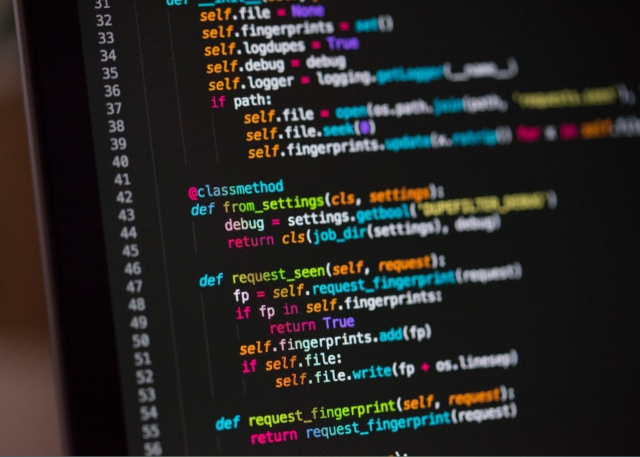 31 def __init__(self,
32 self.file = None
33 self.fingerprints = set()
34 self.logdupes = True
35 self.debug = debug
36 self.logger = logging.getLogger(__name__)
37 if path:
38 self.file = open(os.path.join(path, 'requests.seen'),
39 self.file.seek(0)
40 self.fingerprints.update(x.rstrip() for x in self.
41
42 @classmethod
43 def from_settings(cls, settings):
44 debug = settings.getbool('DUPEFILTER_DEBUG')
45 return cls(job_dir(settings), debug)
46
47 def request_seen(self, request):
48 fp = self.request_fingerprint(request)
49 if fp in self.fingerprints:
50 return True
51 self.fingerprints.add(fp)
52 if self.file:
53 self.file.write(fp + os.linesep)
54
55 def request_fingerprint(self, request):
56 return request_fingerprint(request)